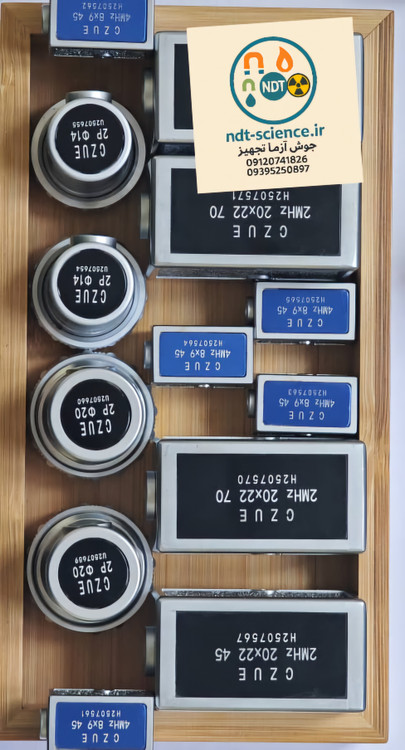 CZUE
4MHz 8x9 45
H2507562
NDT
ndt-science.ir
جوش آزما تجهیز
09120741826
09395250897
CZUE
2P Φ14
U2507655
CZUE
2MHz 20x22 70
H2507571
CZUE
2P Φ14
U2507654
CZUE
4MHz 8x9 45
H2507565
CZUE
4MHz 8x9 45
H2507564
CZUE
4MHz 8x9 45
H2507563
CZUE
2P Φ20
U2507660
CZUE
2MHz 20x22 70
H2507570
CZUE
2P Φ20
U2507659
CZUE
2MHz 20x22 45
H2507567
CZUE
4MHz 8x9 45
H2507561